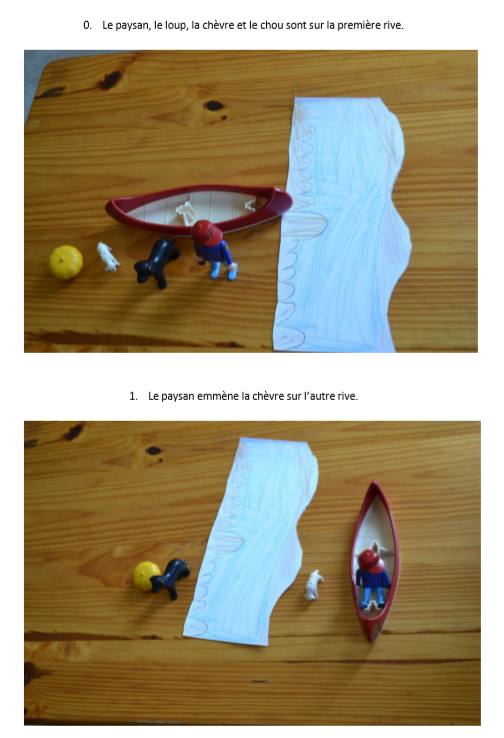 0. Le paysan, le loup, la chèvre et le chou sont sur la première rive.
1. Le paysan emmène la chèvre sur l'autre rive.